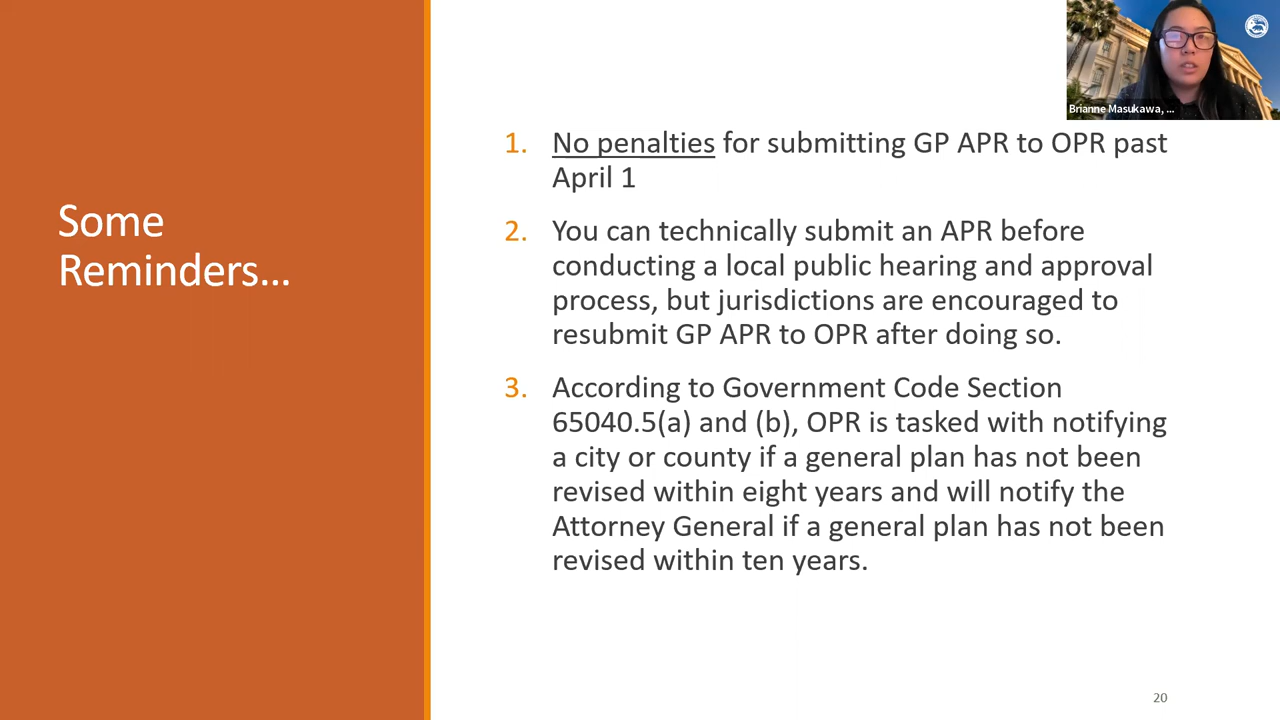 Some
Reminders...
1. No penalties for submitting GP APR to OPR past
April 1
2. You can technically submit an APR before
conducting a local public hearing and approval
process, but jurisdictions are encouraged to
resubmit GP APR to OPR after doing so.
3. According to Government Code Section
65040.5(a) and (b), OPR is tasked with notifying
a city or county if a general plan has not been
revised within eight years and will notify the
Attorney General if a general plan has not been
revised within ten years.
Brianne Masukawa, ...
20